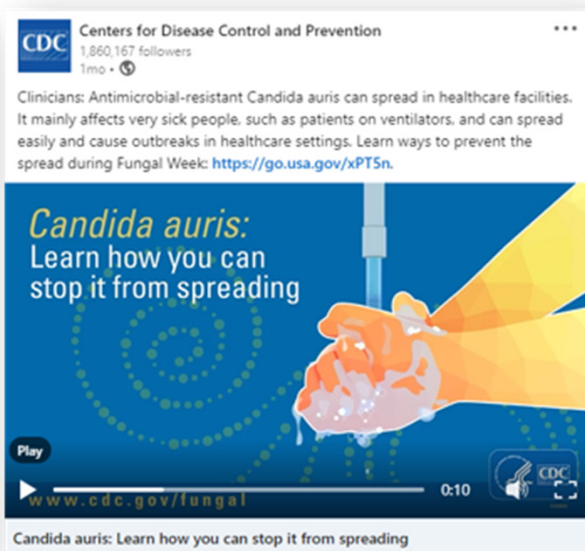 CDC
Centers for Disease Control and Prevention
1,860,167 followers
1mo •
Clinicians: Antimicrobial-resistant Candida auris can spread in healthcare facilities.
It mainly affects very sick people, such as patients on ventilators, and can spread
easily and cause outbreaks in healthcare settings. Learn ways to prevent the
spread during Fungal Week: https://go.usa.gov/xPT5n.
Candida auris:
Learn how you can
stop it from spreading
Play
CDC
0:10
www.cdc.gov/fungal
Candida auris: Learn how you can stop it from spreading